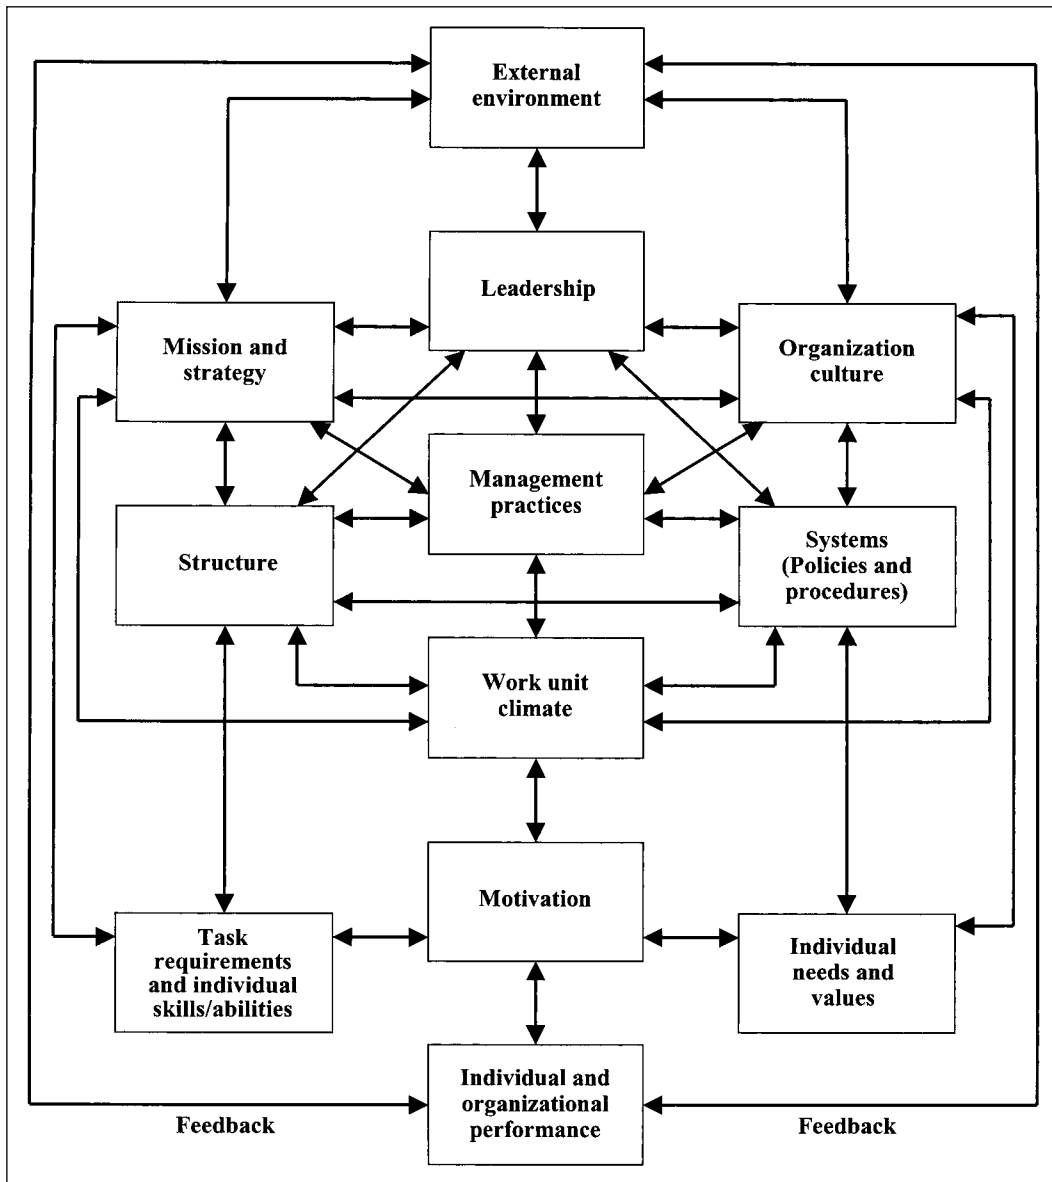 External
environment
Leadership
Mission and
strategy
Organization
culture
Management
practices
Structure
Systems
(Policies and
procedures)
Work unit
climate
Motivation
Task
requirements
and individual
skills/abilities
Individual
needs and
values
Individual and
organizational
performance
Feedback
Feedback